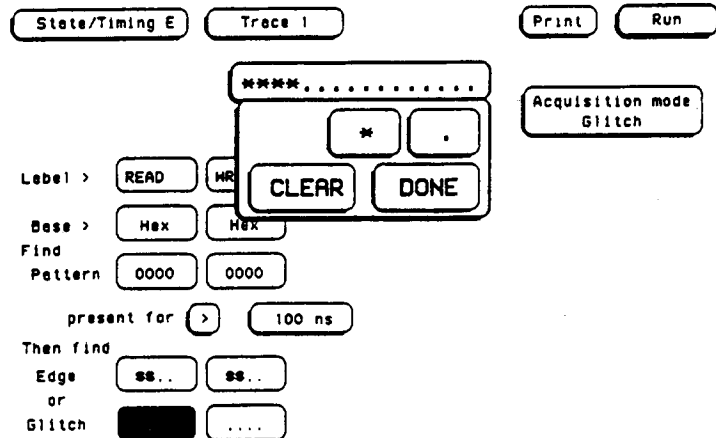 State/Timing E Trace 1 Print Run
****............
Acquisition mode
Glitch
* .
CLEAR DONE
Label > READ WR
Base > Hex Hex
Find
Pattern 0000 0000
present for > 100 ns
Then find
Edge
or
Glitch
$$.. $$..
....